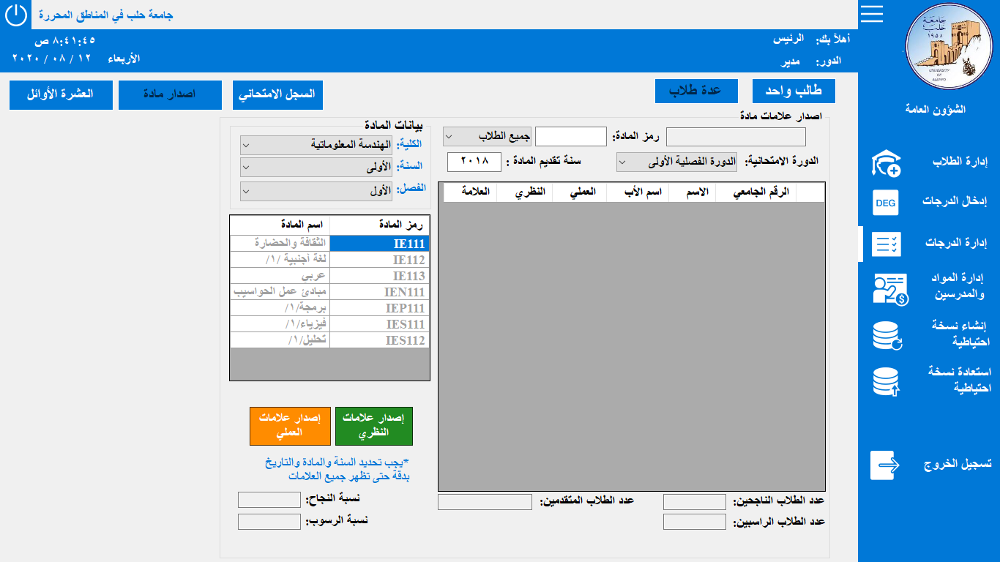 جامعة حلب في المناطق المحررة
أهلاً بك: الرئيس
الدور: مدير
٨:٤١:٤٥ ص
الأربعاء ١٢ / ٠٨ / ٢٠٢٠
جامعة
حلب
١٩٥٨
UNIVERSITY
OF
ALEPPO
الشؤون العامة
إدارة الطلاب
إدخال الدرجات
DEG
إدارة الدرجات
إدارة المواد
والمدرسين
إنشاء نسخة
احتياطية
استعادة نسخة
احتياطية
تسجيل الخروج
طالب واحد
عدة طلاب
السجل الامتحاني
اصدار مادة
العشرة الأوائل
اصدار علامات مادة
رمز المادة:
جميع الطلاب
الدورة الامتحانية: الدورة الفصلية الأولى
سنة تقديم المادة : ٢٠١٨
الرقم الجامعي الاسم اسم الأب العملي النظري العلامة
عدد الطلاب الناجحين:
عدد الطلاب المتقدمين:
عدد الطلاب الراسبين:
بيانات المادة
الكلية: الهندسة المعلوماتية
السنة: الأولى
الفصل: الأول
رمز المادة اسم المادة
IE111 الثقافة والحضارة
IE112 لغة أجنبية /١/
IE113 عربي
IEN111 مبادئ عمل الحواسيب
IEP111 برمجة/١/
IES111 فيزياء/١/
IES112 تحليل/١/
إصدار علامات
النظري
إصدار علامات
العملي
*يجب تحديد السنة والمادة والتاريخ
بدقة حتى تظهر جميع العلامات
نسبة النجاح:
نسبة الرسوب: